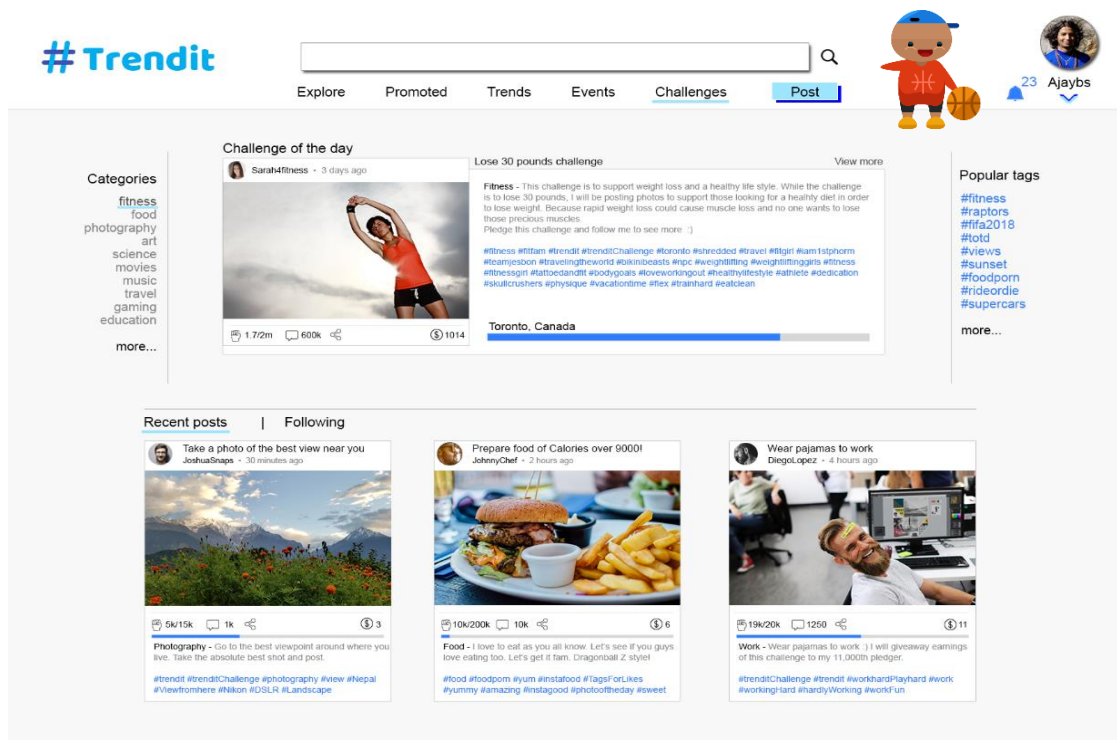 # Trendit
Explore Promoted Trends Events Challenges Post
23 Ajaybs
Categories
fitness
food
photography
art
science
movies
music
travel
gaming
education
more...
Challenge of the day
Sarah4fitness • 3 days ago
1.7/2m 600k 1014
Lose 30 pounds challenge View more
Fitness - This challenge is to support weight loss and a healthy life style. While the challenge
is to lose 30 pounds, I will be posting photos to support those looking for a healhty diet in order
to lose weight. Because rapid weight loss could cause muscle loss and no one wants to lose
those precious muscles.
Pledge this challenge and follow me to see more :)
#fitness #fitfam #trendit #trenditChallenge #toronto #shredded #travel #fitgirl #iam1stphorm
#teamjesbon #travelingtheworld #bikinibeasts #npc #weightlifting #weightliftinggirls #fitness
#fitnessgirl #tattoedandfit #bodygoals #loveworkingout #healthylifestyle #athlete #dedication
#skullcrushers #physique #vacationtime #flex #trainhard #eatclean
Toronto, Canada
Popular tags
#fitness
#raptors
#fifa2018
#totd
#views
#sunset
#foodporn
#rideordie
#supercars
more...
Recent posts | Following
Take a photo of the best view near you
JoshuaSnaps • 30 minutes ago
5k/15k 1k 3
Photography - Go to the best viewpoint around where you
live. Take the absolute best shot and post.
#trendit #trenditChallenge #photography #view #Nepal
#Viewfromhere #Nikon #DSLR #Landscape
Prepare food of Calories over 9000!
JohnnyChef • 2 hours ago
10k/200k 10k 6
Food - I love to eat as you all know. Let's see if you guys
love eating too. Let's get it fam. Dragonball Z style!
#food #foodporn #yum #instafood #TagsForLikes
#yummy #amazing #instagood #photooftheday #sweet
Wear pajamas to work
DiegoLopez • 4 hours ago
19k/20k 1250 11
Work - Wear pajamas to work :) I will giveaway earnings
of this challenge to my 11,000th pledger.
#trenditChallenge #trendit #workhardPlayhard #work
#workingHard #hardlyWorking #workFun